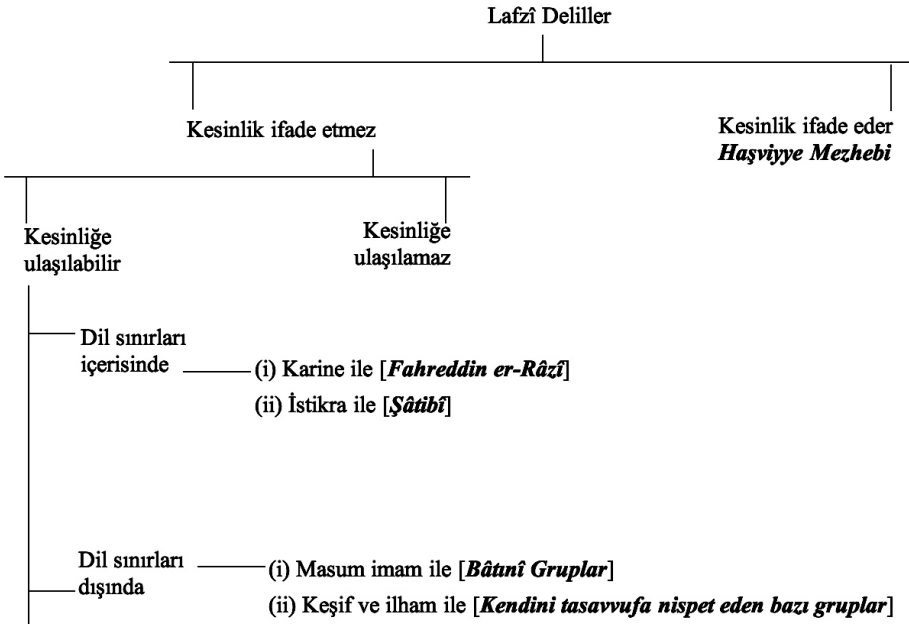 Lafzî Deliller
Kesinlik ifade etmez
Kesinlik ifade eder
Haşviyye Mezhebi
Kesinliğe
ulaşılabilir
Kesinliğe
ulaşılamaz
Dil sınırları
içerisinde
(i) Karine ile [Fahreddin er-Râzî]
(ii) İstikra ile [Şâtibî]
Dil sınırları
dışında
(i) Masum imam ile [Bâtınî Gruplar]
(ii) Keşif ve ilham ile [Kendini tasavvufa nispet eden bazı gruplar]